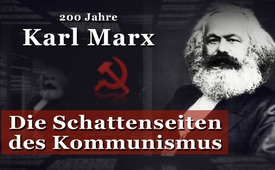 200 Jahre
Karl Marx
Die Schattenseiten
des Kommunismus